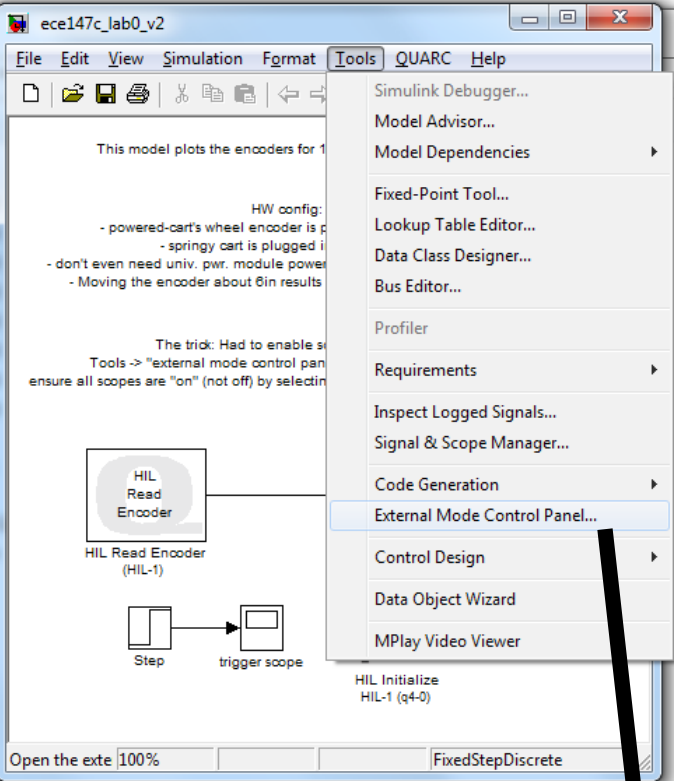 ece147c_lab0_v2
File Edit View Simulation Format Tools QUARC Help
Simulink Debugger...
Model Advisor...
Model Dependencies
Fixed-Point Tool...
Lookup Table Editor...
Data Class Designer...
Bus Editor...
Profiler
Requirements
Inspect Logged Signals...
Signal & Scope Manager...
Code Generation
External Mode Control Panel...
Control Design
Data Object Wizard
MPlay Video Viewer
This model plots the encoders for 1
HW config:
- powered-cart's wheel encoder is p
- springy cart is plugged i
- don't even need univ. pwr. module power
- Moving the encoder about 6in results
The trick: Had to enable s
Tools -> "external mode control pan
ensure all scopes are "on" (not off) by selectin
HIL
Read
Encoder
HIL Read Encoder
(HIL-1)
Step
trigger scope
HIL Initialize
HIL-1 (q4-0)
Open the exte 100% FixedStepDiscrete